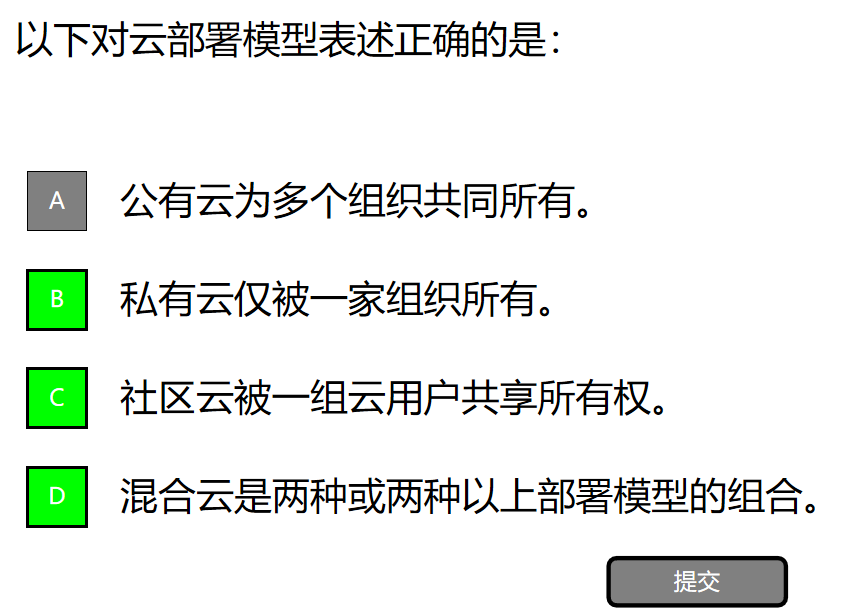 以下对云部署模型表述正确的是：
A 公有云为多个组织共同所有。
B 私有云仅被一家组织所有。
C 社区云被一组云用户共享所有权。
D 混合云是两种或两种以上部署模型的组合。
提交